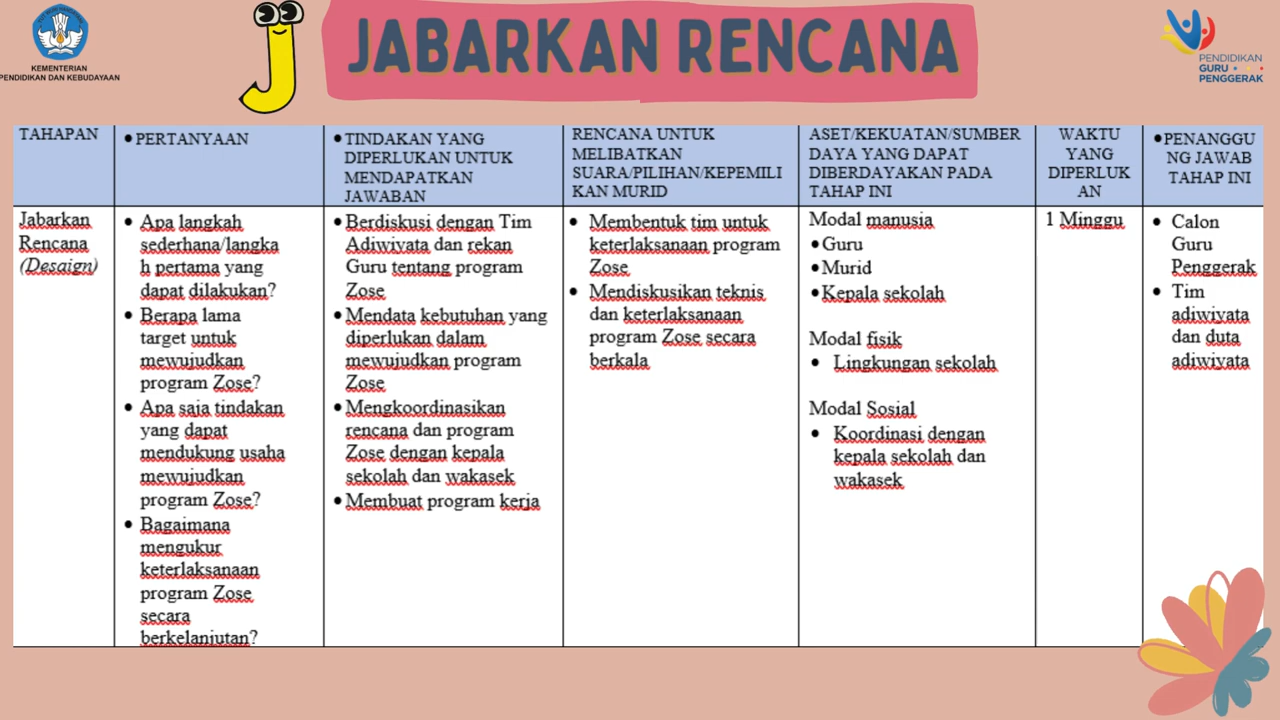 KEMENTERIAN
PENDIDIKAN DAN KEBUDAYAAN
J
JABARKAN RENCANA
PENDIDIKAN
GURU
PENGGERAK
TAHAPAN
• PERTANYAAN
• TINDAKAN YANG
DIPERLUKAN UNTUK
MENDAPATKAN
JAWABAN
RENCANA UNTUK
MELIBATKAN
SUARA/PILIHAN/KEPEMILI
KAN MURID
ASET/KEKUATAN/SUMBER
DAYA YANG DAPAT
DIBERDAYAKAN PADA
TAHAP INI
WAKTU
YANG
DIPERLUK
AN
• PENANGGU
NG JAWAB
TAHAP INI
Jabarkan
Rencana
(Desaign)
• Apa langkah
sederhana/langka
h pertama yang
dapat dilakukan?
• Berapa lama
target untuk
mewujudkan
program Zose?
• Apa saja tindakan
yang dapat
mendukung usaha
mewujudkan
program Zose?
• Bagaimana
mengukur
keterlaksanaan
program Zose
secara
berkelanjutan?
• Berdiskusi dengan Tim
Adiwiyata dan rekan
Guru tentang program
Zose
• Mendata kebutuhan yang
diperlukan dalam
mewujudkan program
Zose
• Mengkoordinasikan
rencana dan program
Zose dengan kepala
sekolah dan wakasek
• Membuat program kerja
• Membentuk tim untuk
keterlaksanaan program
Zose
• Mendiskusikan teknis
dan keterlaksanaan
program Zose secara
berkala
Modal manusia
• Guru
• Murid
• Kepala sekolah
Modal fisik
• Lingkungan sekolah
Modal Sosial
• Koordinasi dengan
kepala sekolah dan
wakasek
1 Minggu
• Calon
Guru
Penggerak
• Tim
adiwiyata
dan duta
adiwiyata